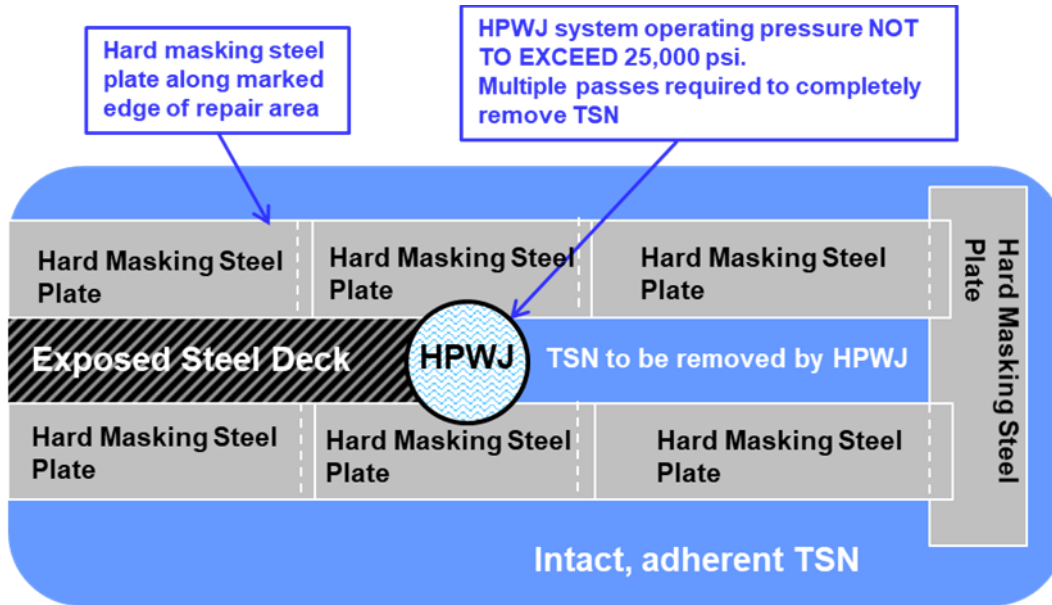 Hard masking steel
plate along marked
edge of repair area
HPWJ system operating pressure NOT
TO EXCEED 25,000 psi.
Multiple passes required to completely
remove TSN
Hard Masking Steel
Plate
Hard Masking Steel
Plate
Hard Masking Steel
Plate
Hard Masking Steel
Plate
Exposed Steel Deck
HPWJ
TSN to be removed by HPWJ
Hard Masking Steel
Plate
Hard Masking Steel
Plate
Hard Masking Steel
Plate
Intact, adherent TSN